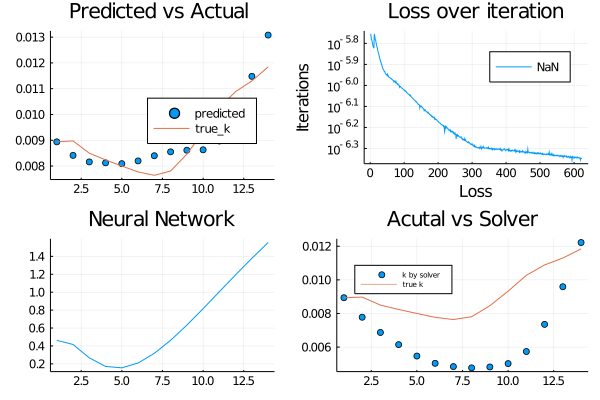 Predicted vs Actual
0.013
0.012
0.011
0.010
0.009
0.008
predicted
true_k
2.5 5.0 7.5 10.0 12.5
Loss over iteration
Iterations
10^-5.8
10^-5.9
10^-6.0
10^-6.1
10^-6.2
10^-6.3
NaN
0 100 200 300 400 500 600
Loss
Neural Network
1.4
1.2
1.0
0.8
0.6
0.4
0.2
2.5 5.0 7.5 10.0 12.5
Acutal vs Solver
0.012
0.010
0.008
0.006
k by solver
true k
2.5 5.0 7.5 10.0 12.5